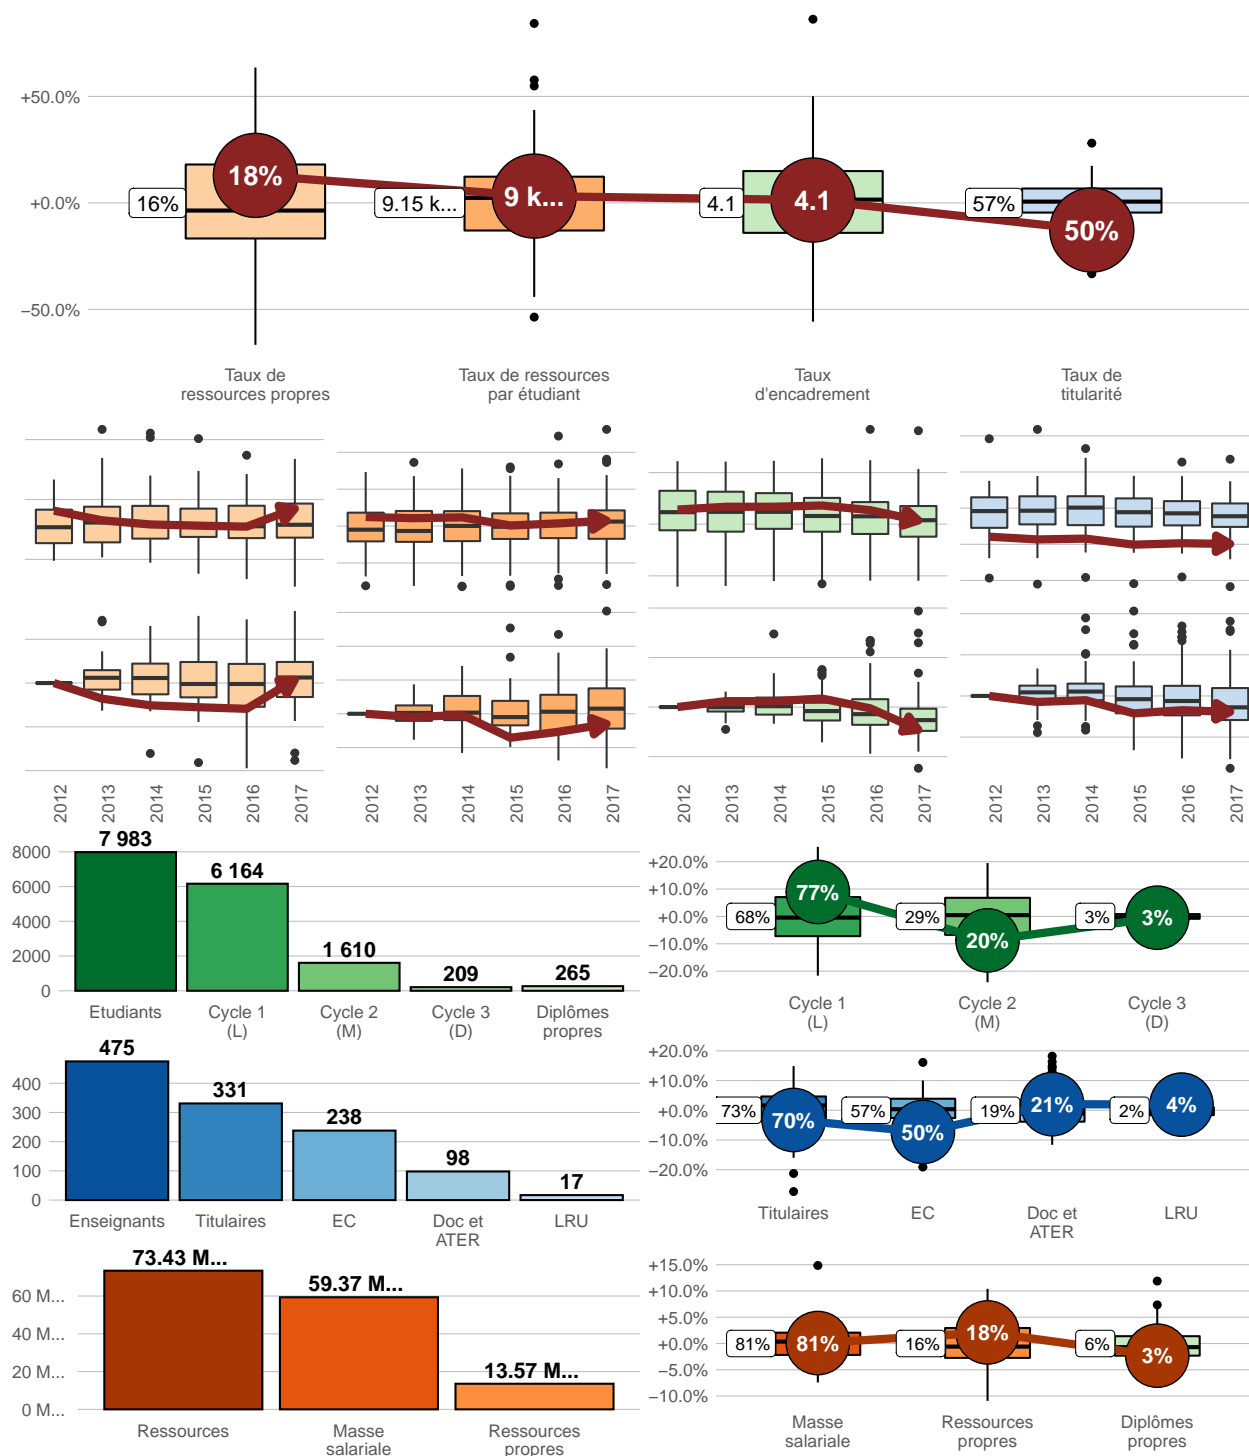 +50.0%
+0.0%
−50.0%
16%
18%
9.15 k...
9 k...
4.1
4.1
57%
50%
Taux de
ressources propres
Taux de ressources
par étudiant
Taux
d'encadrement
Taux de
titularité
2012
2013
2014
2015
2016
2017
2012
2013
2014
2015
2016
2017
2012
2013
2014
2015
2016
2017
2012
2013
2014
2015
2016
2017
8000
6000
4000
2000
0
7 983
6 164
1 610
209
265
Etudiants
Cycle 1
(L)
Cycle 2
(M)
Cycle 3
(D)
Diplômes
propres
+20.0%
+10.0%
+0.0%
−10.0%
−20.0%
68%
77%
29%
20%
3%
3%
Cycle 1
(L)
Cycle 2
(M)
Cycle 3
(D)
400
300
200
100
0
475
331
238
98
17
Enseignants
Titulaires
EC
Doc et
ATER
LRU
+20.0%
+10.0%
+0.0%
−10.0%
−20.0%
73%
70%
57%
50%
19%
21%
2%
4%
Titulaires
EC
Doc et
ATER
LRU
60 M...
40 M...
20 M...
0 M...
73.43 M...
59.37 M...
13.57 M...
Ressources
Masse
salariale
Ressources
propres
+15.0%
+10.0%
+5.0%
+0.0%
−5.0%
−10.0%
81%
81%
16%
18%
6%
3%
Masse
salariale
Ressources
propres
Diplômes
propres